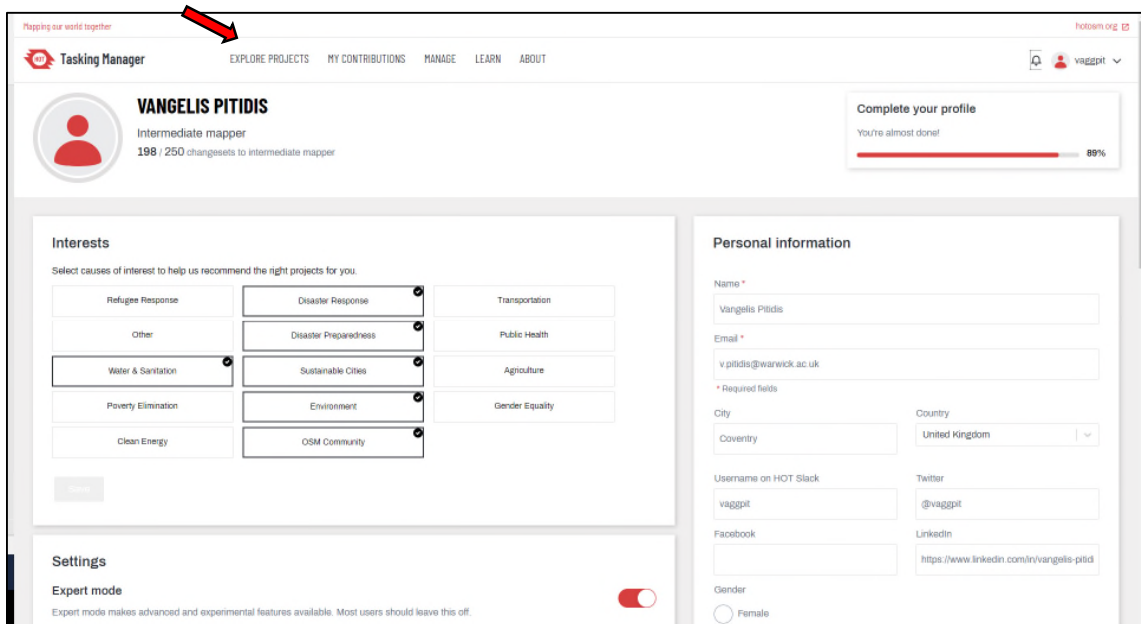 Mapping our world together
hotosm.org
HOT Tasking Manager EXPLORE PROJECTS MY CONTRIBUTIONS MANAGE LEARN ABOUT vaggpit
VANGELIS PITIDIS
Intermediate mapper
198 / 250 changesets to intermediate mapper
Complete your profile
You're almost done!
89%
Interests
Select causes of interest to help us recommend the right projects for you.
Refugee Response Disaster Response Transportation
Other Disaster Preparedness Public Health
Water & Sanitation Sustainable Cities Agriculture
Poverty Elimination Environment Gender Equality
Clean Energy OSM Community
Save
Settings
Expert mode
Expert mode makes advanced and experimental features available. Most users should leave this off.
Personal information
Name *
Vangelis Pitidis
Email *
v.pitidis@warwick.ac.uk
* Required fields
City Country
Coventry United Kingdom
Username on HOT Slack Twitter
vaggpit @vaggpit
Facebook LinkedIn
https://www.linkedin.com/in/vangelis-pitidi
Gender
Female